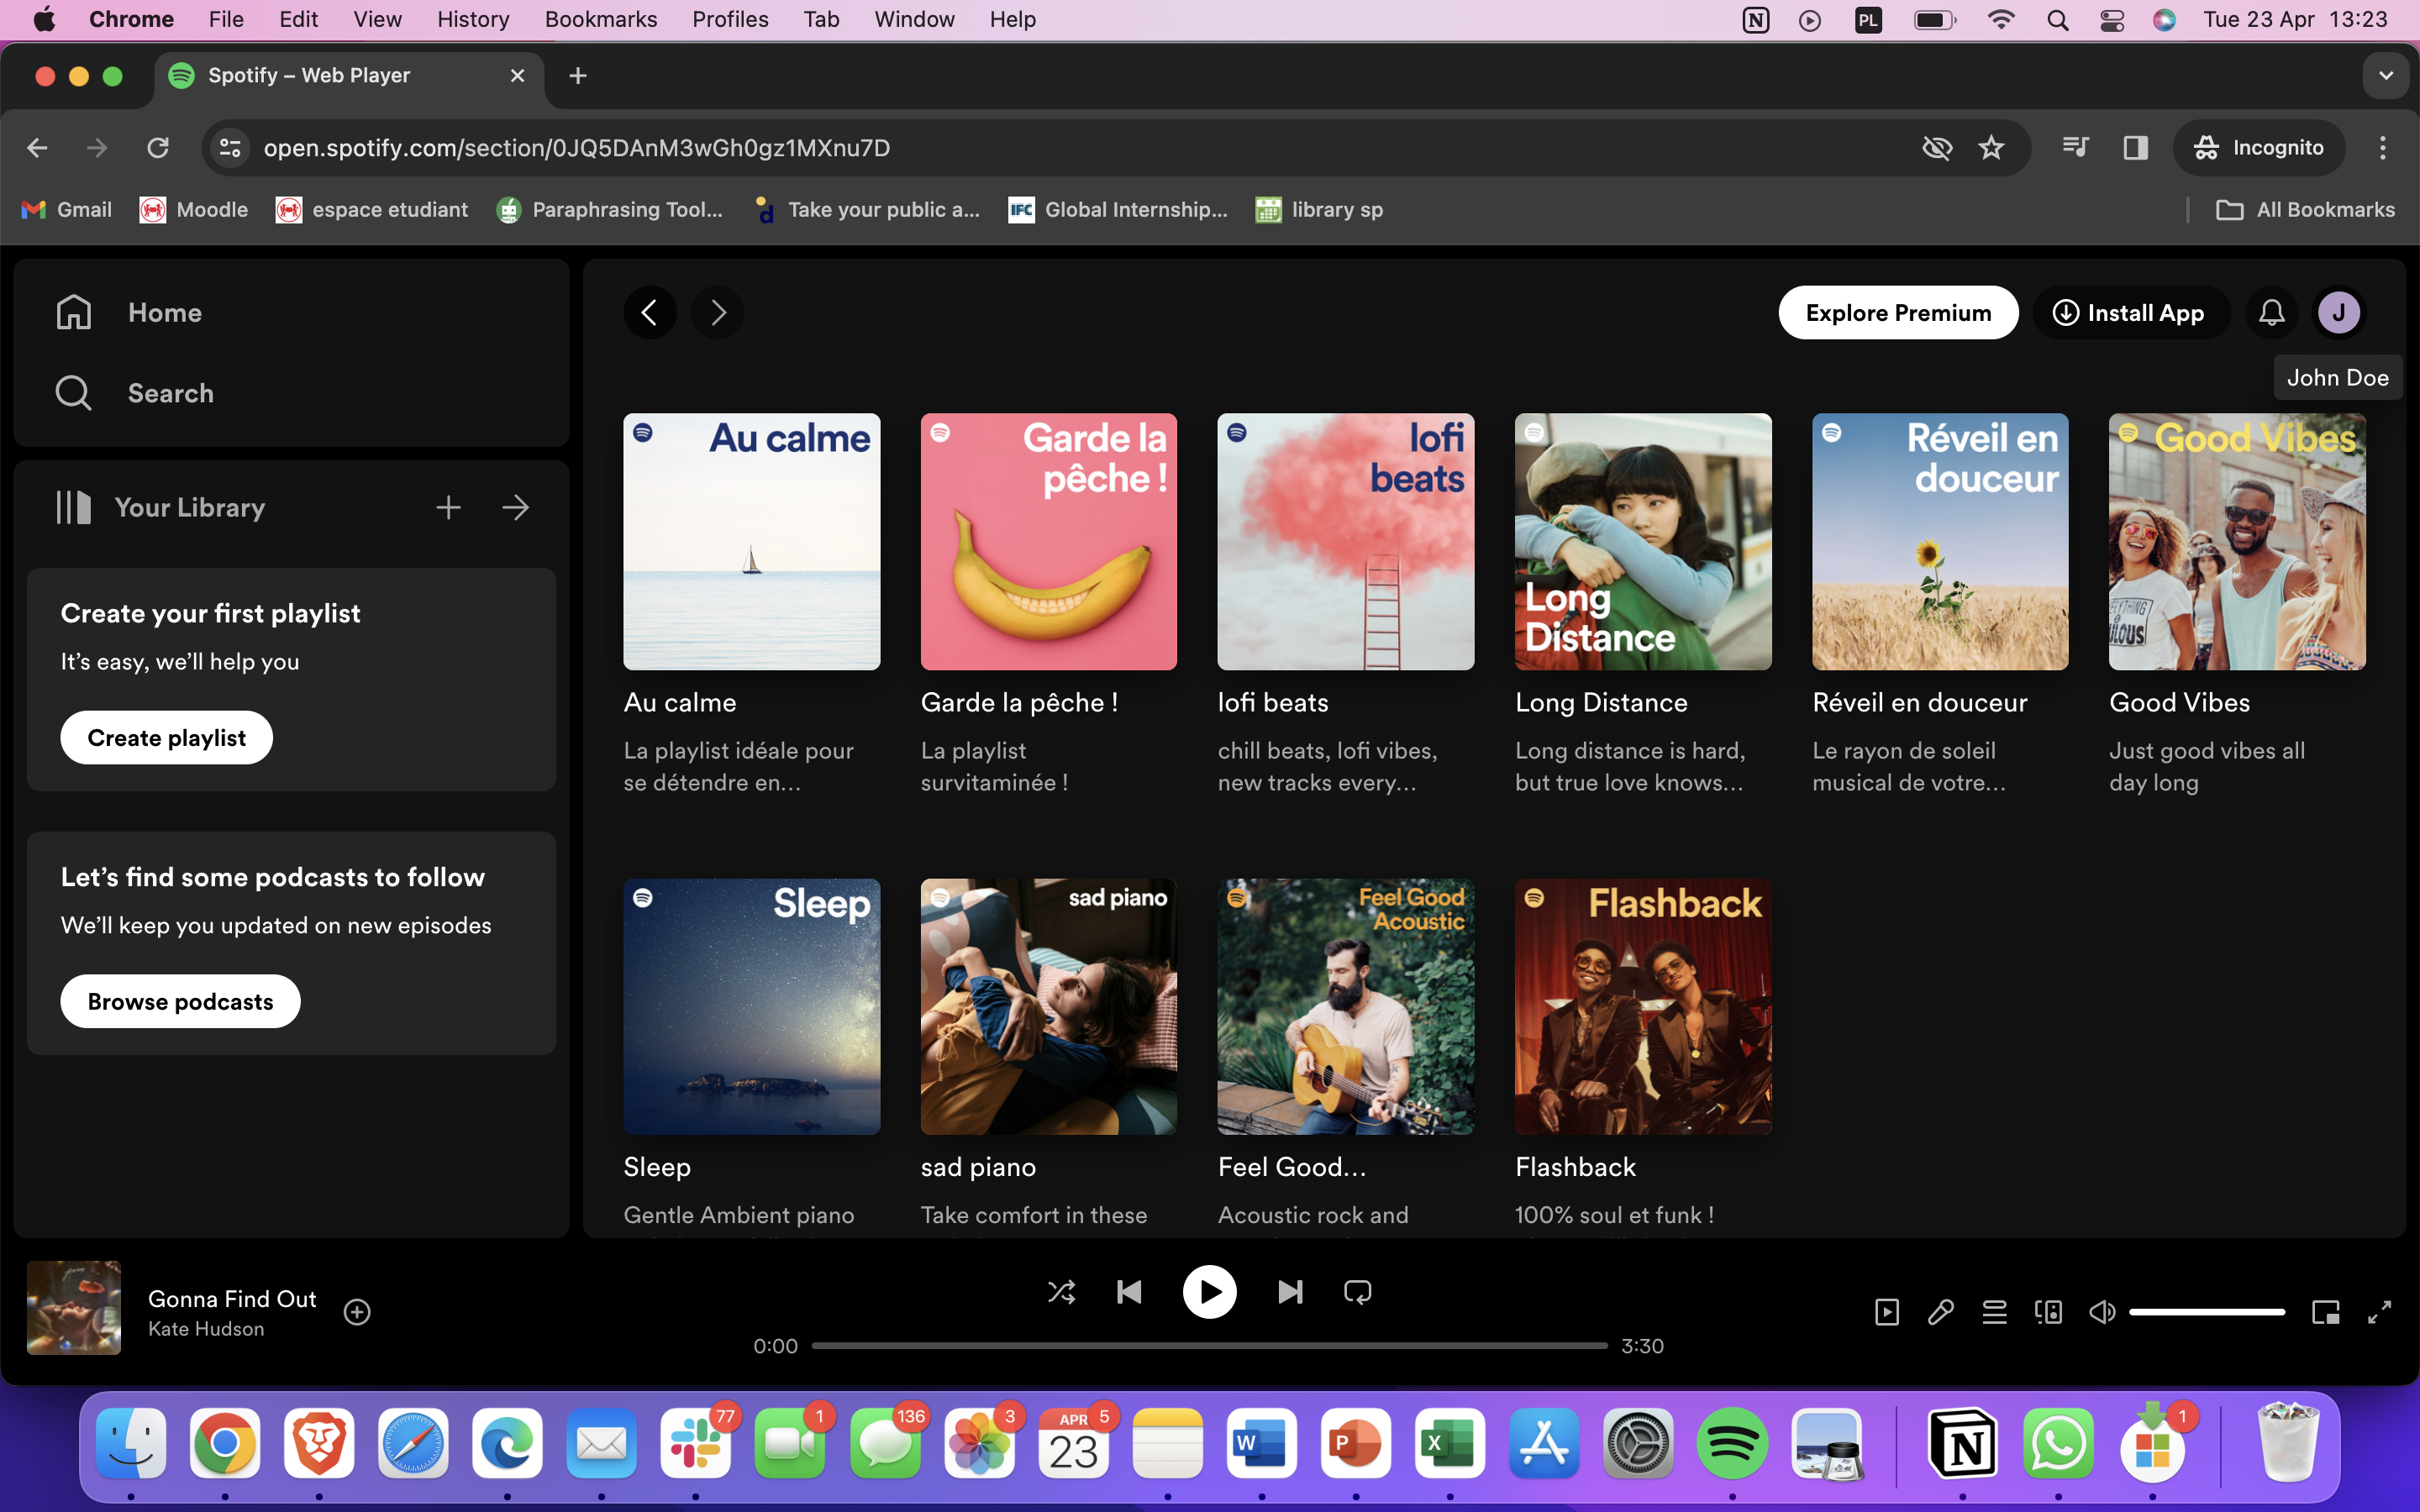 Chrome File Edit View History Bookmarks Profiles Tab Window Help
PL
Tue 23 Apr 13:23
Spotify – Web Player
open.spotify.com/section/0JQ5DAnM3wGh0gz1MXnu7D
Incognito
Gmail
Moodle
espace etudiant
Paraphrasing Tool...
Take your public a...
IFC
Global Internship...
library sp
All Bookmarks
Home
Search
Your Library
Create your first playlist
It's easy, we'll help you
Create playlist
Let's find some podcasts to follow
We'll keep you updated on new episodes
Browse podcasts
Explore Premium
Install App
J
John Doe
Au calme
Au calme
La playlist idéale pour
se détendre en...
Garde la
pêche !
Garde la pêche !
La playlist
survitaminée !
lofi
beats
lofi beats
chill beats, lofi vibes,
new tracks every...
Long
Distance
Long Distance
Long distance is hard,
but true love knows...
Réveil en
douceur
Réveil en douceur
Le rayon de soleil
musical de votre...
Good Vibes
Good Vibes
Just good vibes all
day long
Sleep
Sleep
Gentle Ambient piano
sad piano
sad piano
Take comfort in these
Feel Good
Acoustic
Feel Good...
Acoustic rock and
Flashback
Flashback
100% soul et funk !
Gonna Find Out
Kate Hudson
0:00
3:30
77
1
136
3
APR
5
23
W
P
X
N
1